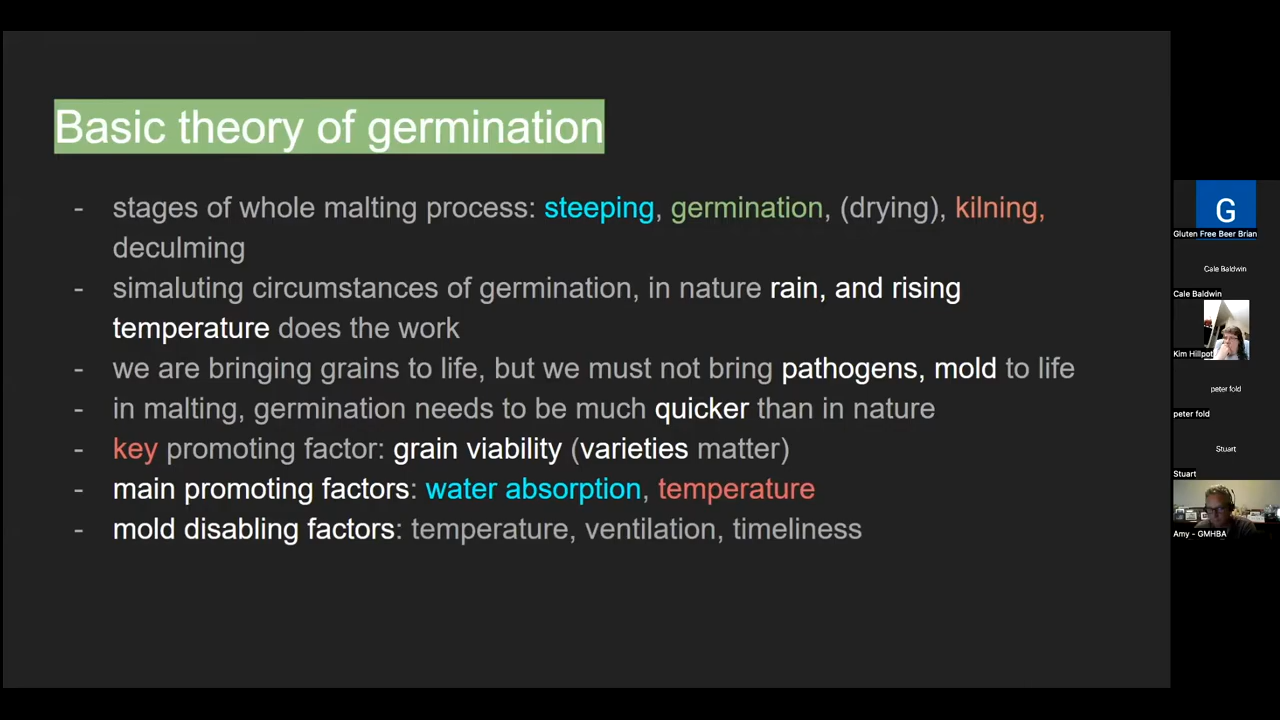 Basic theory of germination
- stages of whole malting process: steeping, germination, (drying), kilning,
deculming
- simaluting circumstances of germination, in nature rain, and rising
temperature does the work
- we are bringing grains to life, but we must not bring pathogens, mold to life
- in malting, germination needs to be much quicker than in nature
- key promoting factor: grain viability (varieties matter)
- main promoting factors: water absorption, temperature
- mold disabling factors: temperature, ventilation, timeliness
G
Gluten Free Beer Brian
Cale Baldwin
Cale Baldwin
Kim Hillpot
peter fold
peter fold
Stuart
Stuart
Amy - GMHBA